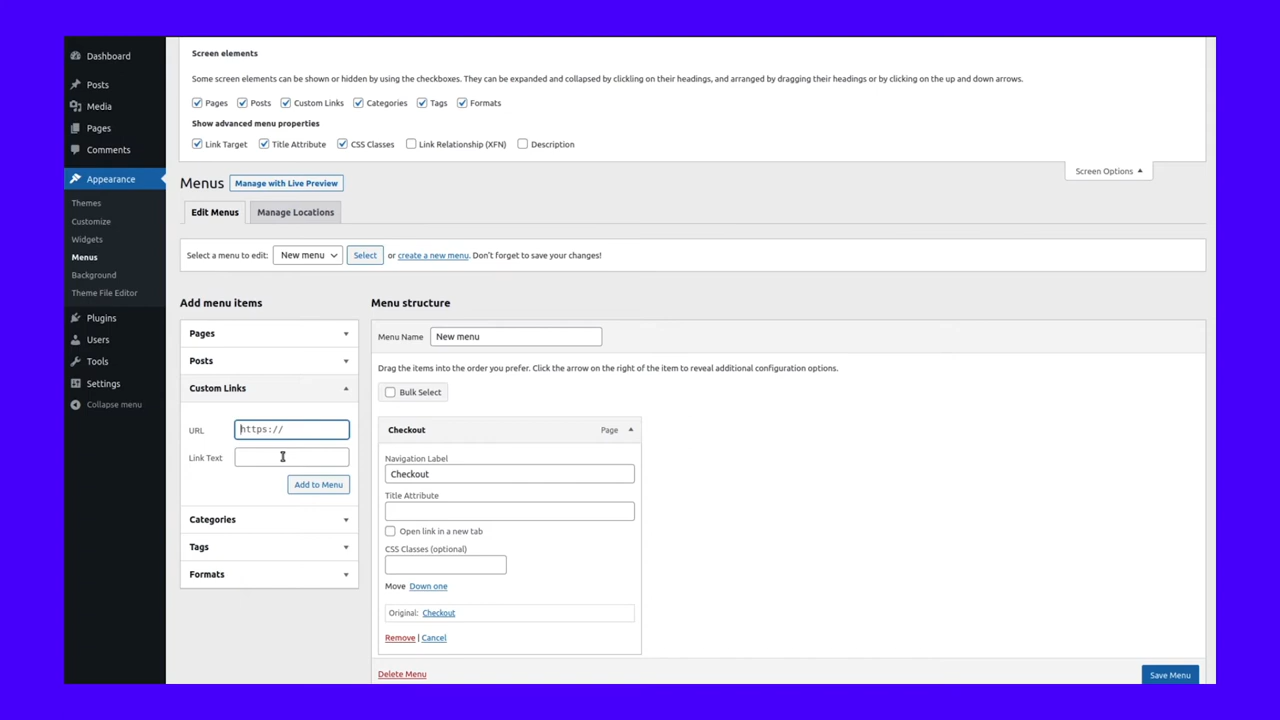 Dashboard
Posts
Media
Pages
Comments
Appearance
Themes
Customize
Widgets
Menus
Background
Theme File Editor
Plugins
Users
Tools
Settings
Collapse menu
Screen elements
Some screen elements can be shown or hidden by using the checkboxes. They can be expanded and collapsed by clickling on their headings, and arranged by dragging their headings or by clicking on the up and down arrows.
Pages Posts Custom Links Categories Tags Formats
Show advanced menu properties
Link Target Title Attribute CSS Classes Link Relationship (XFN) Description
Screen Options
Menus Manage with Live Preview
Edit Menus Manage Locations
Select a menu to edit: New menu Select or create a new menu. Don't forget to save your changes!
Add menu items
Pages
Posts
Custom Links
URL https://
Link Text
Add to Menu
Categories
Tags
Formats
Menu structure
Menu Name New menu
Drag the items into the order you prefer. Click the arrow on the right of the item to reveal additional configuration options.
Bulk Select
Checkout Page
Navigation Label
Checkout
Title Attribute
Open link in a new tab
CSS Classes (optional)
Move Down one
Original: Checkout
Remove | Cancel
Delete Menu Save Menu